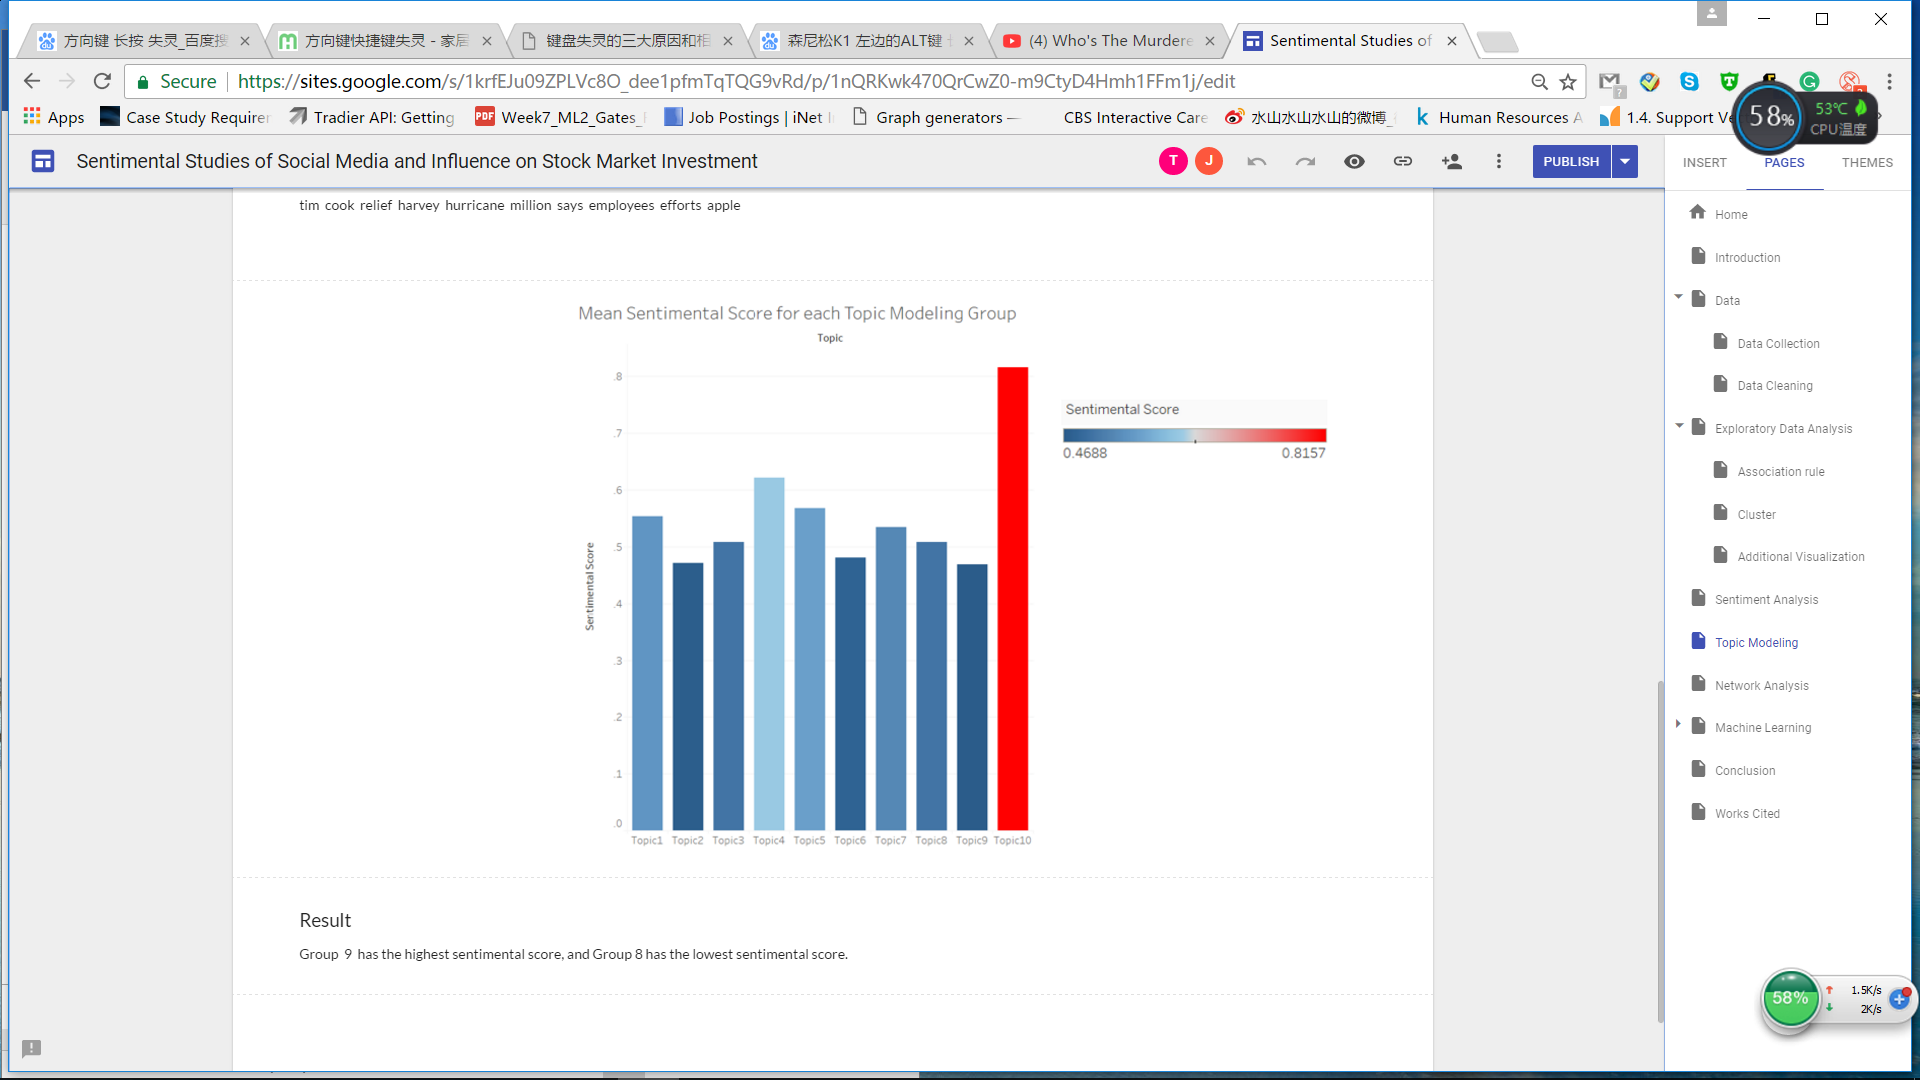 方向键 长按 失灵_百度搜
方向键快捷键失灵 - 家居
键盘失灵的三大原因和相
森尼松K1 左边的ALT键
(4) Who's The Murdere
Sentimental Studies of
Secure
https://sites.google.com/s/1krfEJu09ZPLVc8O_dee1pfmTqTQG9vRd/p/1nQRKwk470QrCwZ0-m9CtyD4Hmh1FFm1j/edit
Apps
Case Study Requirer
Tradier API: Getting
PDF
Week7_ML2_Gates_
Job Postings | iNet
Graph generators —
CBS Interactive Care
水山水山水山的微博_
k
Human Resources A
1.4. Support Ve
58%
53℃
CPU温度
Sentimental Studies of Social Media and Influence on Stock Market Investment
T
J
PUBLISH
INSERT
PAGES
THEMES
tim cook relief harvey hurricane million says employees efforts apple
Mean Sentimental Score for each Topic Modeling Group
Topic
.8
.7
.6
.5
.4
.3
.2
.1
.0
Sentimental Score
Topic1 Topic2 Topic3 Topic4 Topic5 Topic6 Topic7 Topic8 Topic9 Topic10
Sentimental Score
0.4688 0.8157
Result
Group 9 has the highest sentimental score, and Group 8 has the lowest sentimental score.
Home
Introduction
Data
Data Collection
Data Cleaning
Exploratory Data Analysis
Association rule
Cluster
Additional Visualization
Sentiment Analysis
Topic Modeling
Network Analysis
Machine Learning
Conclusion
Works Cited
58%
1.5K/s
2K/s